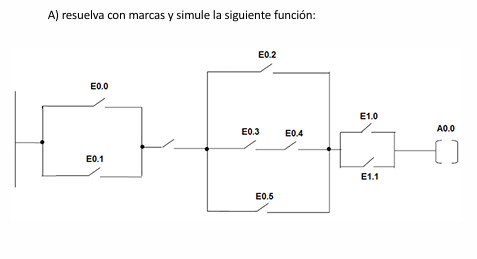 A) resuelva con marcas y simule la siguiente función:
E0.2
E0.0
E1.0
E0.3 E0.4
A0.0
E0.1
E1.1
E0.5